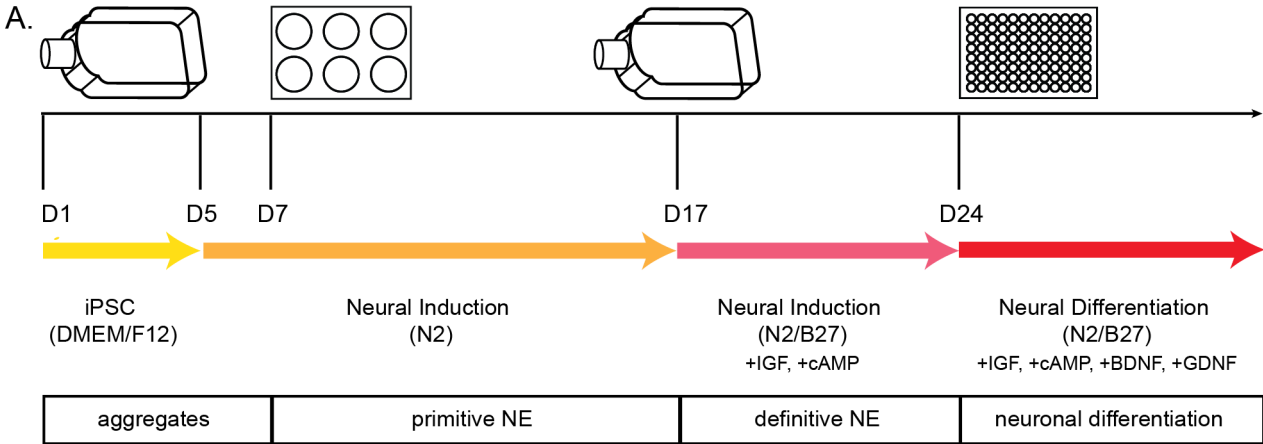 A.
D1
D5
D7
D17
D24
iPSC
(DMEM/F12)
Neural Induction
(N2)
Neural Induction
(N2/B27)
+IGF, +cAMP
Neural Differentiation
(N2/B27)
+IGF, +cAMP, +BDNF, +GDNF
aggregates
primitive NE
definitive NE
neuronal differentiation